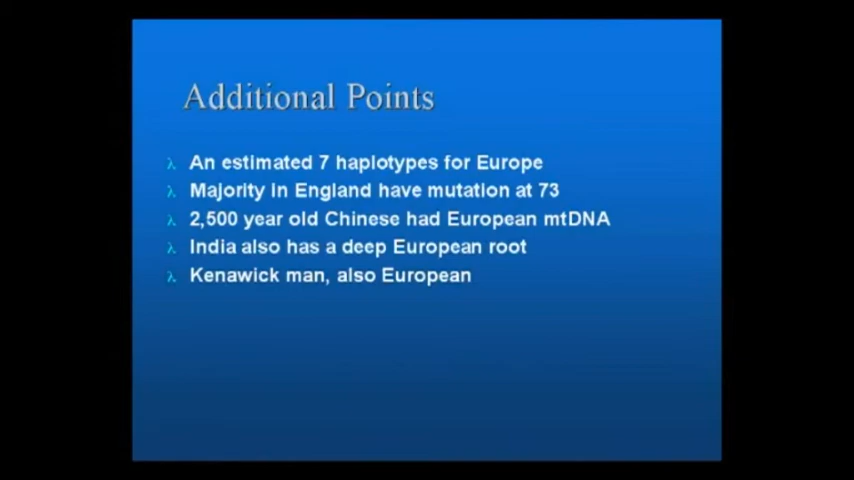 Additional Points
λ An estimated 7 haplotypes for Europe
λ Majority in England have mutation at 73
λ 2,500 year old Chinese had European mtDNA
λ India also has a deep European root
λ Kenawick man, also European